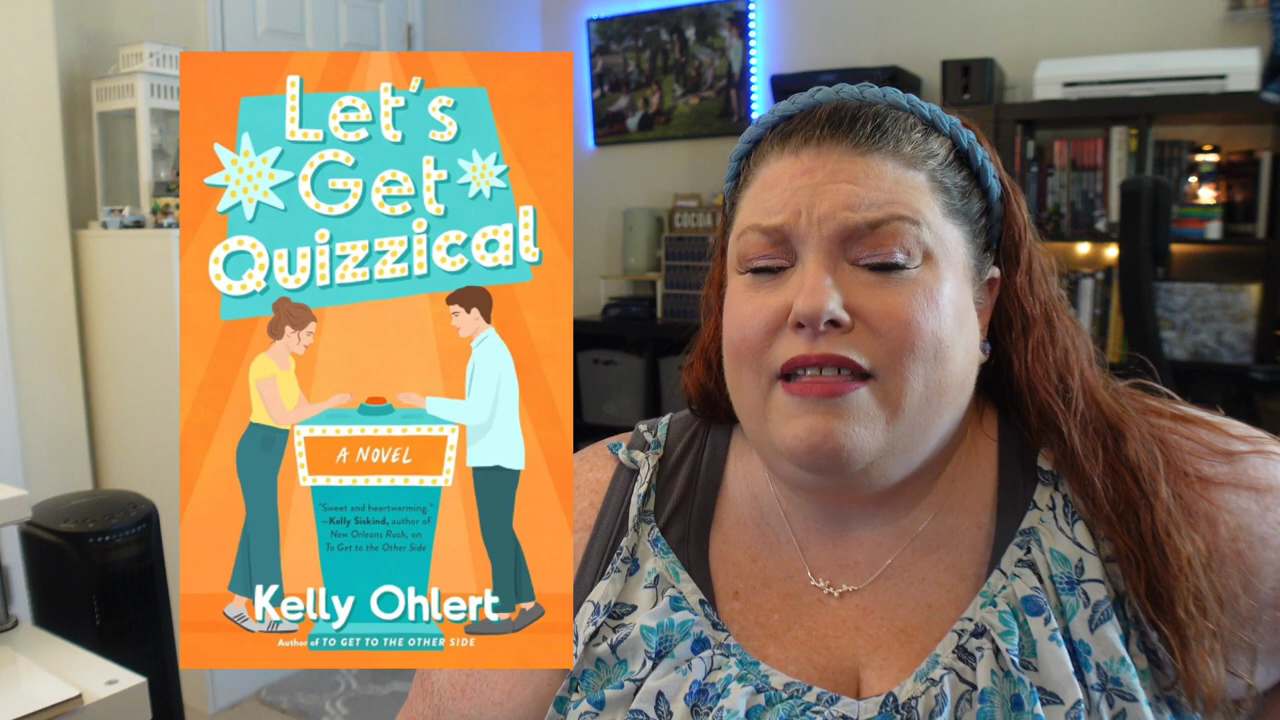 Let's
Get
Quizzical
A NOVEL
"Sweet and heartwarming."
—Kelly Siskind, author of
New Orleans Rush, on
To Get to the Other Side
Kelly Ohlert
Author of TO GET TO THE OTHER SIDE
COCOA